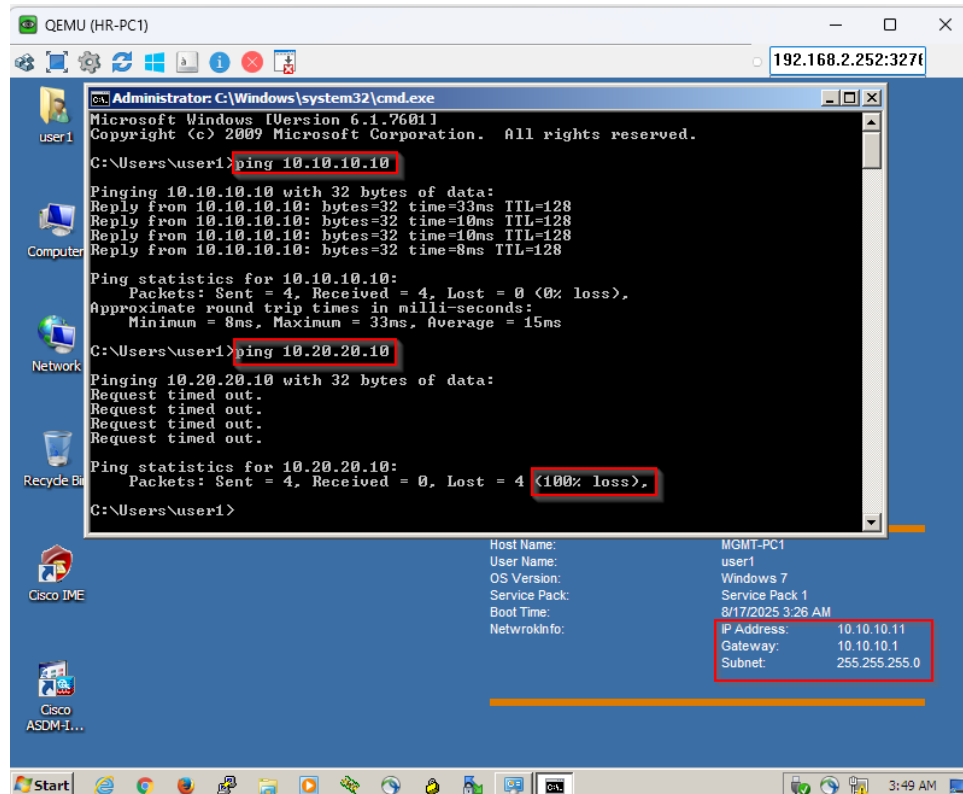 QEMU (HR-PC1)
192.168.2.252:3276
Administrator: C:\Windows\system32\cmd.exe
Microsoft Windows [Version 6.1.7601]
Copyright (c) 2009 Microsoft Corporation.  All rights reserved.
C:\Users\user1>ping 10.10.10.10
Pinging 10.10.10.10 with 32 bytes of data:
Reply from 10.10.10.10: bytes=32 time=33ms TTL=128
Reply from 10.10.10.10: bytes=32 time=10ms TTL=128
Reply from 10.10.10.10: bytes=32 time=10ms TTL=128
Reply from 10.10.10.10: bytes=32 time=8ms TTL=128
Ping statistics for 10.10.10.10:
Packets: Sent = 4, Received = 4, Lost = 0 (0% loss),
Approximate round trip times in milli-seconds:
Minimum = 8ms, Maximum = 33ms, Average = 15ms
C:\Users\user1>ping 10.20.20.10
Pinging 10.20.20.10 with 32 bytes of data:
Request timed out.
Request timed out.
Request timed out.
Request timed out.
Ping statistics for 10.20.20.10:
Packets: Sent = 4, Received = 0, Lost = 4 (100% loss),
C:\Users\user1>
user1
Computer
Network
Recycle Bi
Cisco IME
Cisco
ASDM-I...
Host Name: MGMT-PC1
User Name: user1
OS Version: Windows 7
Service Pack: Service Pack 1
Boot Time: 8/17/2025 3:26 AM
NetwrokInfo: IP Address: 10.10.10.11
Gateway: 10.10.10.1
Subnet: 255.255.255.0
Start
3:49 AM